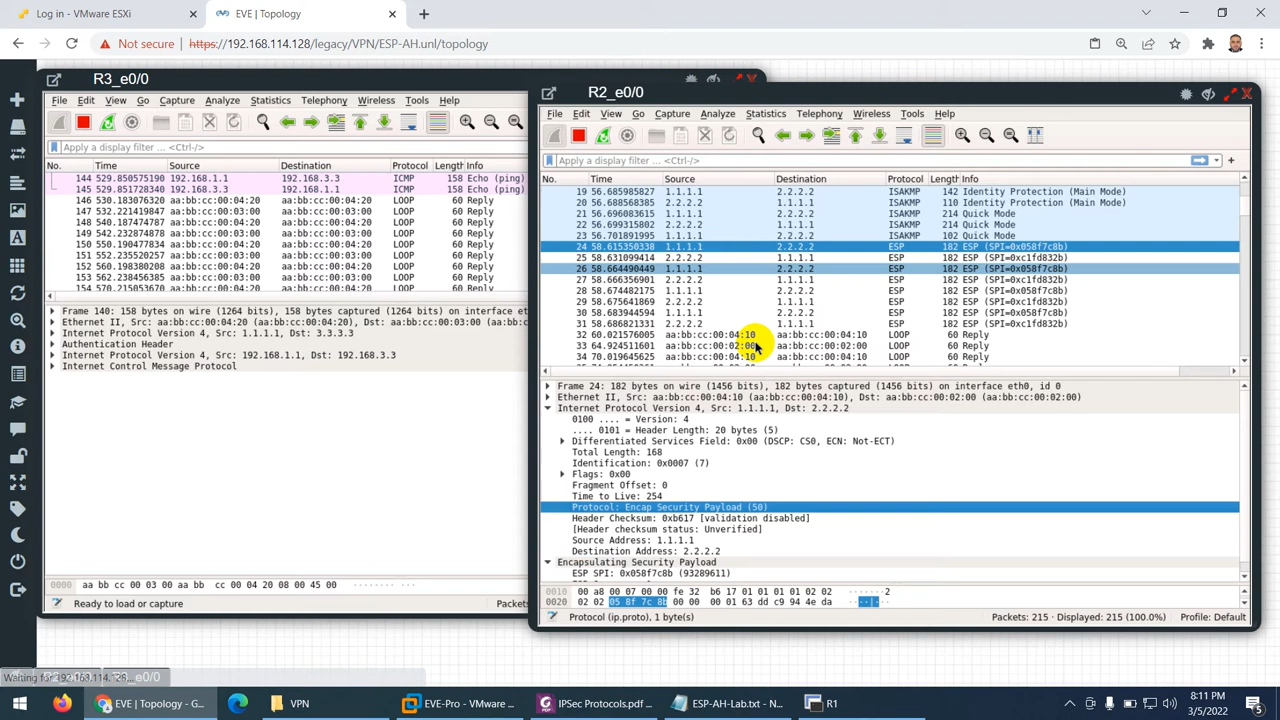 Log in - VMware ESXi
EVE | Topology
Not secure
https://192.168.114.128/legacy/VPN/ESP-AH.unl/topology
R3_e0/0
File Edit View Go Capture Analyze Statistics Telephony Wireless Tools Help
Apply a display filter ... <Ctrl-/>
No. Time Source Destination Protocol Length Info
144 529.850575190 192.168.1.1 192.168.3.3 ICMP 158 Echo (ping)
145 529.851728340 192.168.1.1 192.168.3.3 ICMP 158 Echo (ping)
146 530.183076320 aa:bb:cc:00:04:20 aa:bb:cc:00:04:20 LOOP 60 Reply
147 532.221419847 aa:bb:cc:00:03:00 aa:bb:cc:00:03:00 LOOP 60 Reply
148 540.187474787 aa:bb:cc:00:04:20 aa:bb:cc:00:04:20 LOOP 60 Reply
149 542.232874878 aa:bb:cc:00:03:00 aa:bb:cc:00:03:00 LOOP 60 Reply
150 550.190477834 aa:bb:cc:00:04:20 aa:bb:cc:00:04:20 LOOP 60 Reply
151 552.235520257 aa:bb:cc:00:03:00 aa:bb:cc:00:03:00 LOOP 60 Reply
152 560.198380208 aa:bb:cc:00:04:20 aa:bb:cc:00:04:20 LOOP 60 Reply
153 562.238456385 aa:bb:cc:00:03:00 aa:bb:cc:00:03:00 LOOP 60 Reply
154 570.215053670 aa:bb:cc:00:04:20 aa:bb:cc:00:04:20 LOOP 60 Reply
Frame 140: 158 bytes on wire (1264 bits), 158 bytes captured (1264 bits)
Ethernet II, Src: aa:bb:cc:00:04:20 (aa:bb:cc:00:04:20), Dst: aa:bb:cc:00:03:00
Internet Protocol Version 4, Src: 1.1.1.1, Dst: 3.3.3.3
Authentication Header
Internet Protocol Version 4, Src: 192.168.1.1, Dst: 192.168.3.3
Internet Control Message Protocol
0000 aa bb cc 00 03 00 aa bb cc 00 04 20 08 00 45 00 ········ ···
Ready to load or capture
Packets:
R2_e0/0
File Edit View Go Capture Analyze Statistics Telephony Wireless Tools Help
Apply a display filter ... <Ctrl-/>
No. Time Source Destination Protocol Length Info
19 56.685985827 1.1.1.1 2.2.2.2 ISAKMP 142 Identity Protection (Main Mode)
20 56.688568385 2.2.2.2 1.1.1.1 ISAKMP 110 Identity Protection (Main Mode)
21 56.696083615 1.1.1.1 2.2.2.2 ISAKMP 214 Quick Mode
22 56.699315802 2.2.2.2 1.1.1.1 ISAKMP 214 Quick Mode
23 56.701891995 1.1.1.1 2.2.2.2 ISAKMP 102 Quick Mode
24 58.615350338 1.1.1.1 2.2.2.2 ESP 182 ESP (SPI=0x058f7c8b)
25 58.631099414 2.2.2.2 1.1.1.1 ESP 182 ESP (SPI=0xc1fd832b)
26 58.664490449 1.1.1.1 2.2.2.2 ESP 182 ESP (SPI=0x058f7c8b)
27 58.666356901 2.2.2.2 1.1.1.1 ESP 182 ESP (SPI=0xc1fd832b)
28 58.674482175 1.1.1.1 2.2.2.2 ESP 182 ESP (SPI=0x058f7c8b)
29 58.675641869 2.2.2.2 1.1.1.1 ESP 182 ESP (SPI=0xc1fd832b)
30 58.683944594 1.1.1.1 2.2.2.2 ESP 182 ESP (SPI=0x058f7c8b)
31 58.686821331 2.2.2.2 1.1.1.1 ESP 182 ESP (SPI=0xc1fd832b)
32 60.021576005 aa:bb:cc:00:04:10 aa:bb:cc:00:04:10 LOOP 60 Reply
33 64.924511601 aa:bb:cc:00:02:00 aa:bb:cc:00:02:00 LOOP 60 Reply
34 70.019645625 aa:bb:cc:00:04:10 aa:bb:cc:00:04:10 LOOP 60 Reply
Frame 24: 182 bytes on wire (1456 bits), 182 bytes captured (1456 bits) on interface eth0, id 0
Ethernet II, Src: aa:bb:cc:00:04:10 (aa:bb:cc:00:04:10), Dst: aa:bb:cc:00:02:00 (aa:bb:cc:00:02:00)
Internet Protocol Version 4, Src: 1.1.1.1, Dst: 2.2.2.2
0100 .... = Version: 4
.... 0101 = Header Length: 20 bytes (5)
Differentiated Services Field: 0x00 (DSCP: CS0, ECN: Not-ECT)
Total Length: 168
Identification: 0x0007 (7)
Flags: 0x00
Fragment Offset: 0
Time to Live: 254
Protocol: Encap Security Payload (50)
Header Checksum: 0xb617 [validation disabled]
[Header checksum status: Unverified]
Source Address: 1.1.1.1
Destination Address: 2.2.2.2
Encapsulating Security Payload
ESP SPI: 0x058f7c8b (93289611)
0010 00 a8 00 07 00 00 fe 32 b6 17 01 01 01 01 02 02 ·······2
0020 02 02 05 8f 7c 8b 00 00 00 01 63 dd c9 94 4e da ····|·
Protocol (ip.proto), 1 byte(s)
Packets: 215 · Displayed: 215 (100.0%)
Profile: Default
Waiting for 192.168.114.128...
R3_e0/0
EVE | Topology - G...
VPN
EVE-Pro - VMware ...
IPSec Protocols.pdf ...
ESP-AH-Lab.txt - N...
R1
8:11 PM
3/5/2022
5